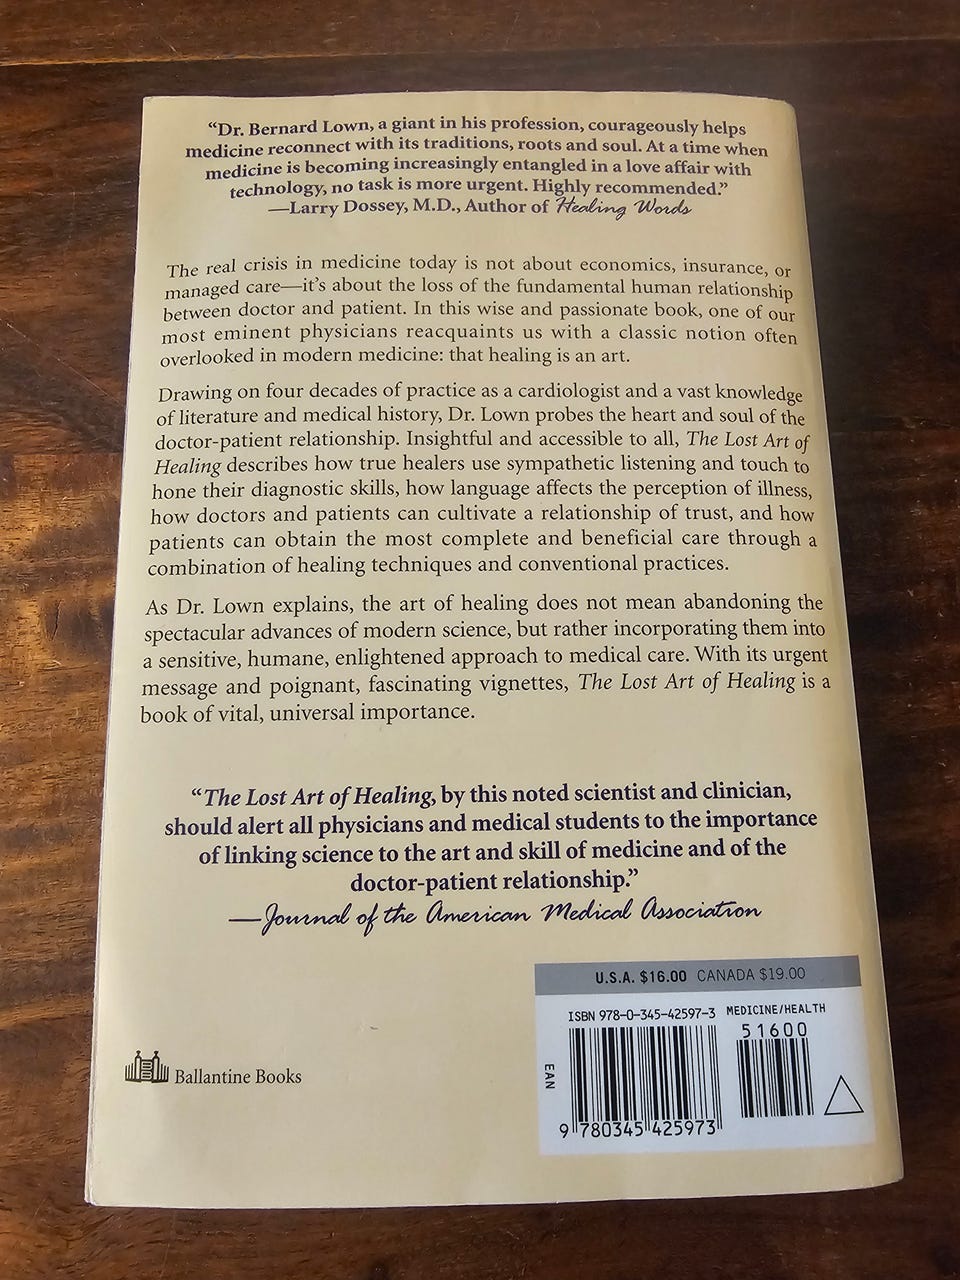 “Dr. Bernard Lown, a giant in his profession, courageously helps
medicine reconnect with its traditions, roots and soul. At a time when
medicine is becoming increasingly entangled in a love affair with
technology, no task is more urgent. Highly recommended.”
—Larry Dossey, M.D., Author of Healing Words
The real crisis in medicine today is not about economics, insurance, or
managed care—it’s about the loss of the fundamental human relationship
between doctor and patient. In this wise and passionate book, one of our
most eminent physicians reacquaints us with a classic notion often
overlooked in modern medicine: that healing is an art.
Drawing on four decades of practice as a cardiologist and a vast knowledge
of literature and medical history, Dr. Lown probes the heart and soul of the
doctor-patient relationship. Insightful and accessible to all, The Lost Art of
Healing describes how true healers use sympathetic listening and touch to
hone their diagnostic skills, how language affects the perception of illness,
how doctors and patients can cultivate a relationship of trust, and how
patients can obtain the most complete and beneficial care through a
combination of healing techniques and conventional practices.
As Dr. Lown explains, the art of healing does not mean abandoning the
spectacular advances of modern science, but rather incorporating them into
a sensitive, humane, enlightened approach to medical care. With its urgent
message and poignant, fascinating vignettes, The Lost Art of Healing is a
book of vital, universal importance.
“The Lost Art of Healing, by this noted scientist and clinician,
should alert all physicians and medical students to the importance
of linking science to the art and skill of medicine and of the
doctor-patient relationship.”
—Journal of the American Medical Association
U.S.A. $16.00 CANADA $19.00
ISBN 978-0-345-42597-3 MEDICINE/HEALTH
51600
EAN
9 780345 425973
Ballantine Books